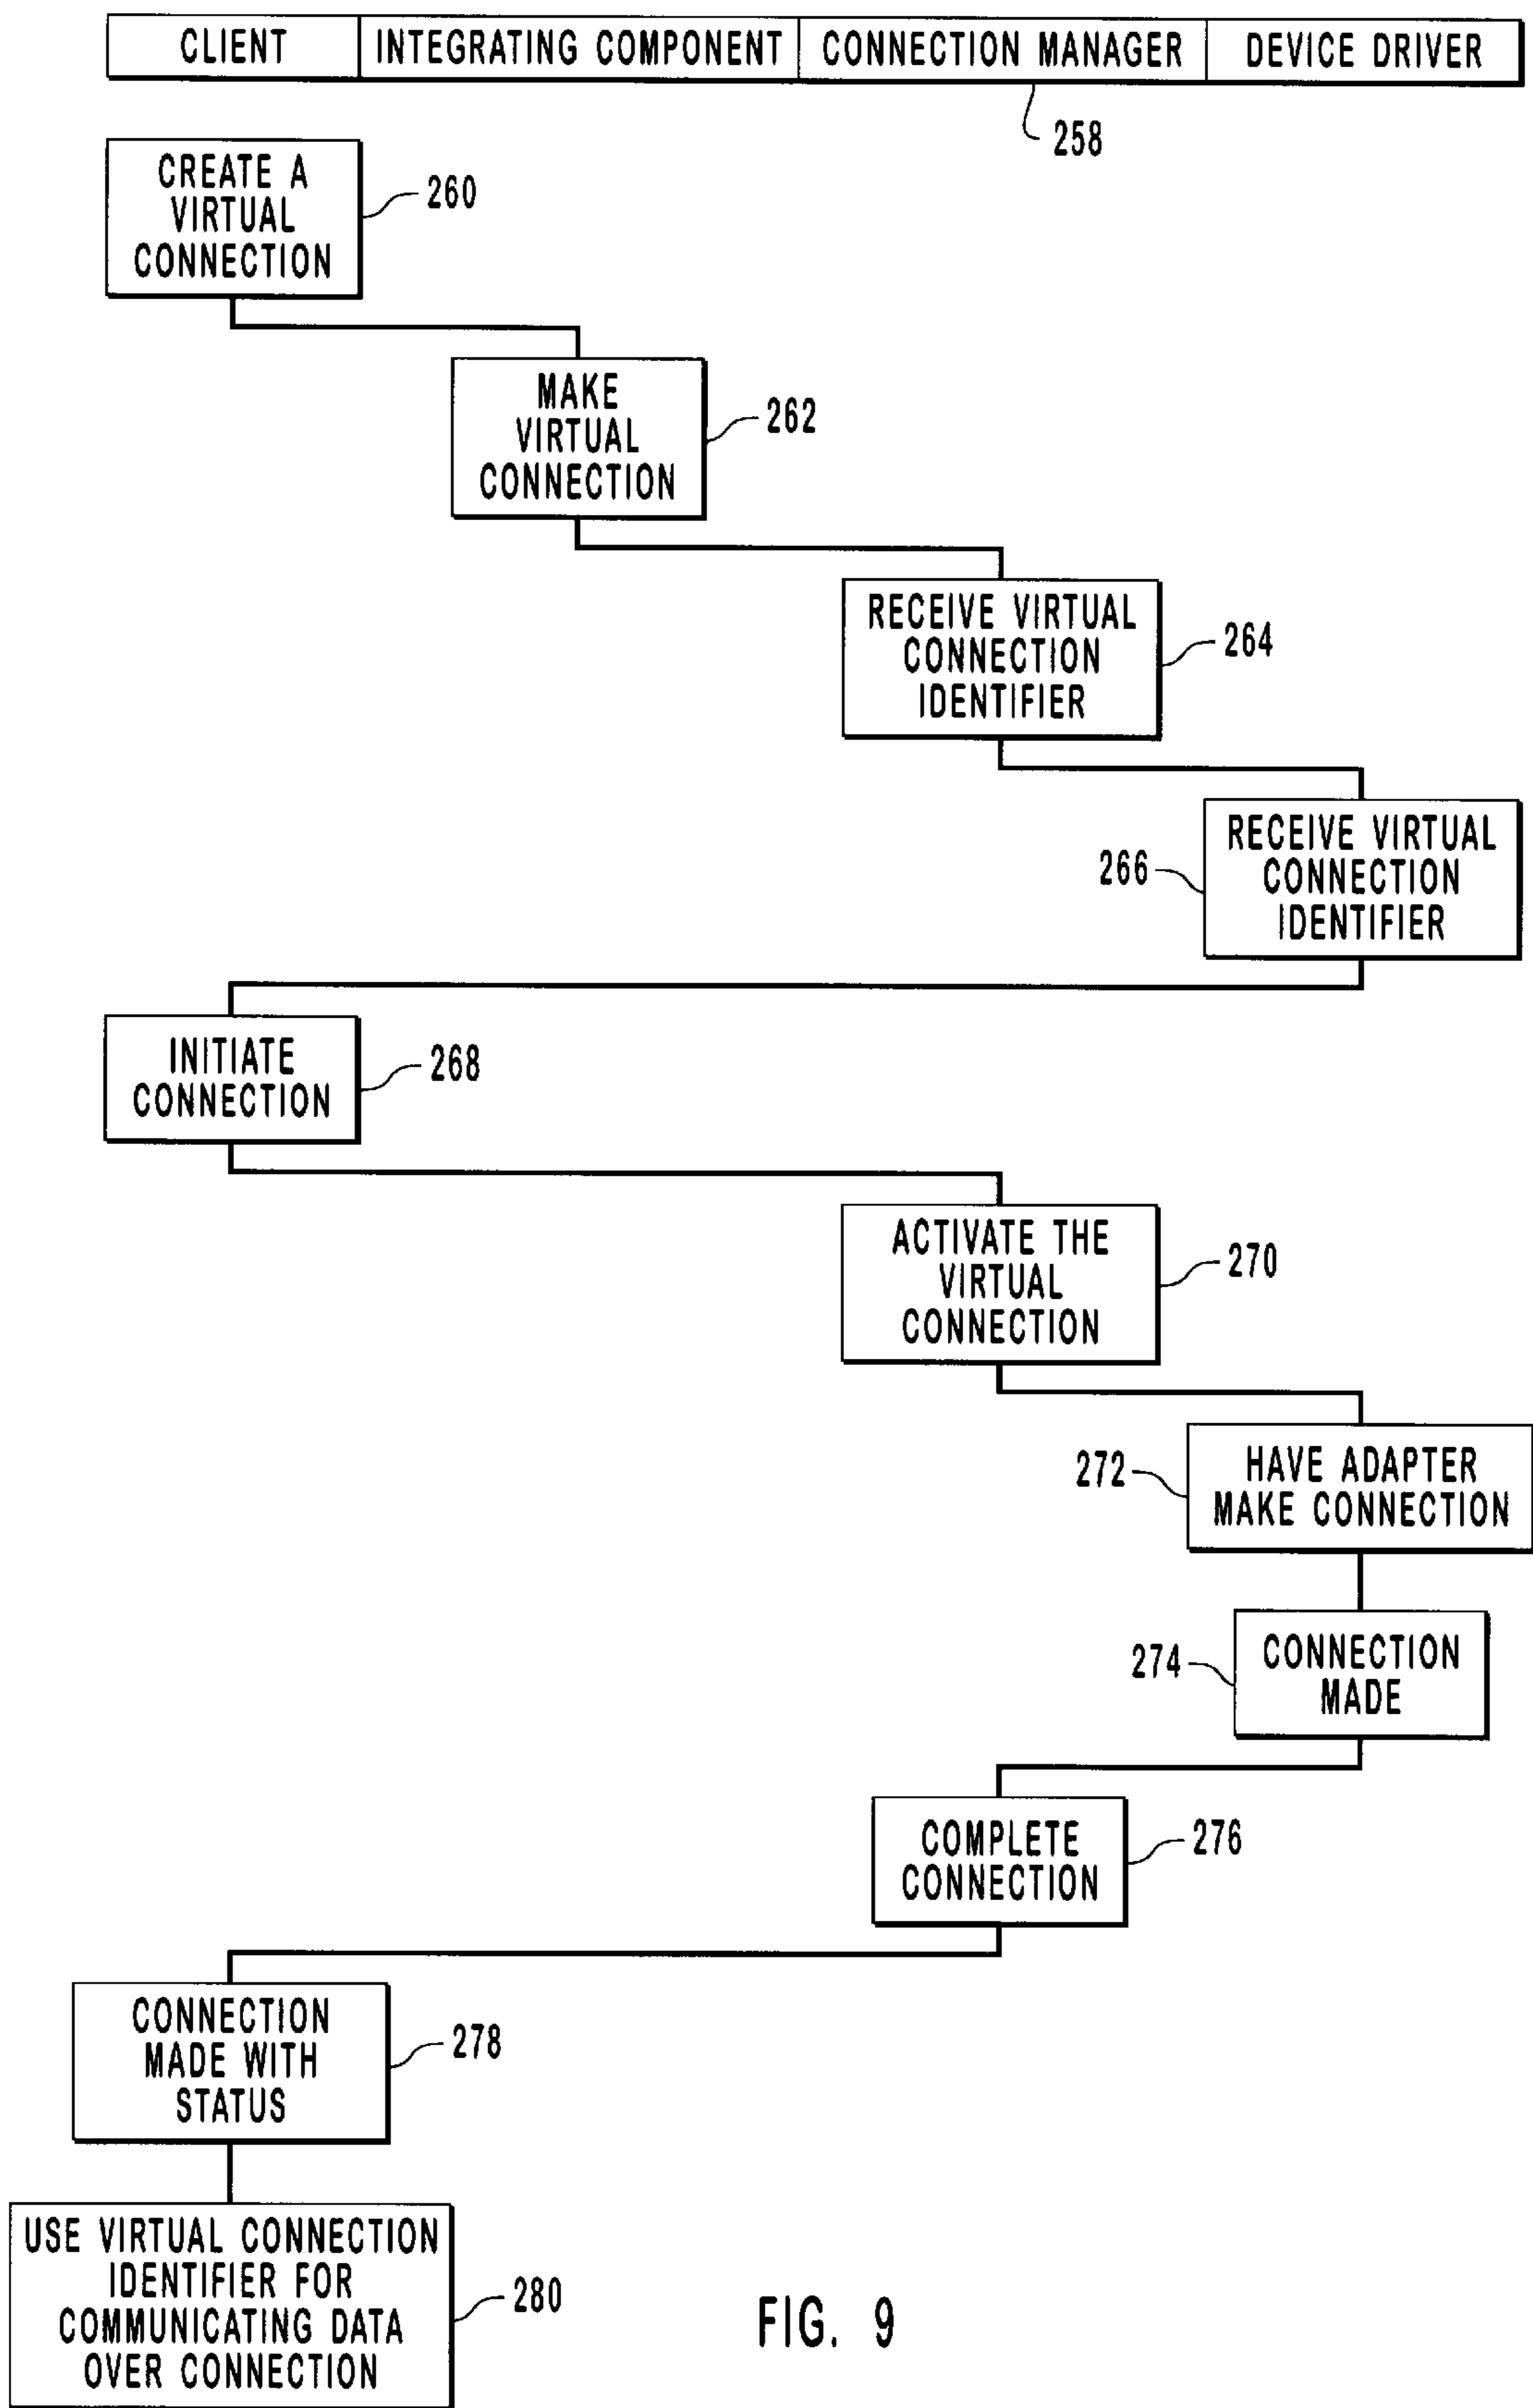 CLIENT INTEGRATING COMPONENT CONNECTION MANAGER DEVICE DRIVER
258
CREATE A
VIRTUAL
CONNECTION
260
MAKE
VIRTUAL
CONNECTION
262
RECEIVE VIRTUAL
CONNECTION
IDENTIFIER
264
RECEIVE VIRTUAL
CONNECTION
IDENTIFIER
266
INITIATE
CONNECTION
268
ACTIVATE THE
VIRTUAL
CONNECTION
270
HAVE ADAPTER
MAKE CONNECTION
272
CONNECTION
MADE
274
COMPLETE
CONNECTION
276
CONNECTION
MADE WITH
STATUS
278
USE VIRTUAL CONNECTION
IDENTIFIER FOR
COMMUNICATING DATA
OVER CONNECTION
280
FIG. 9